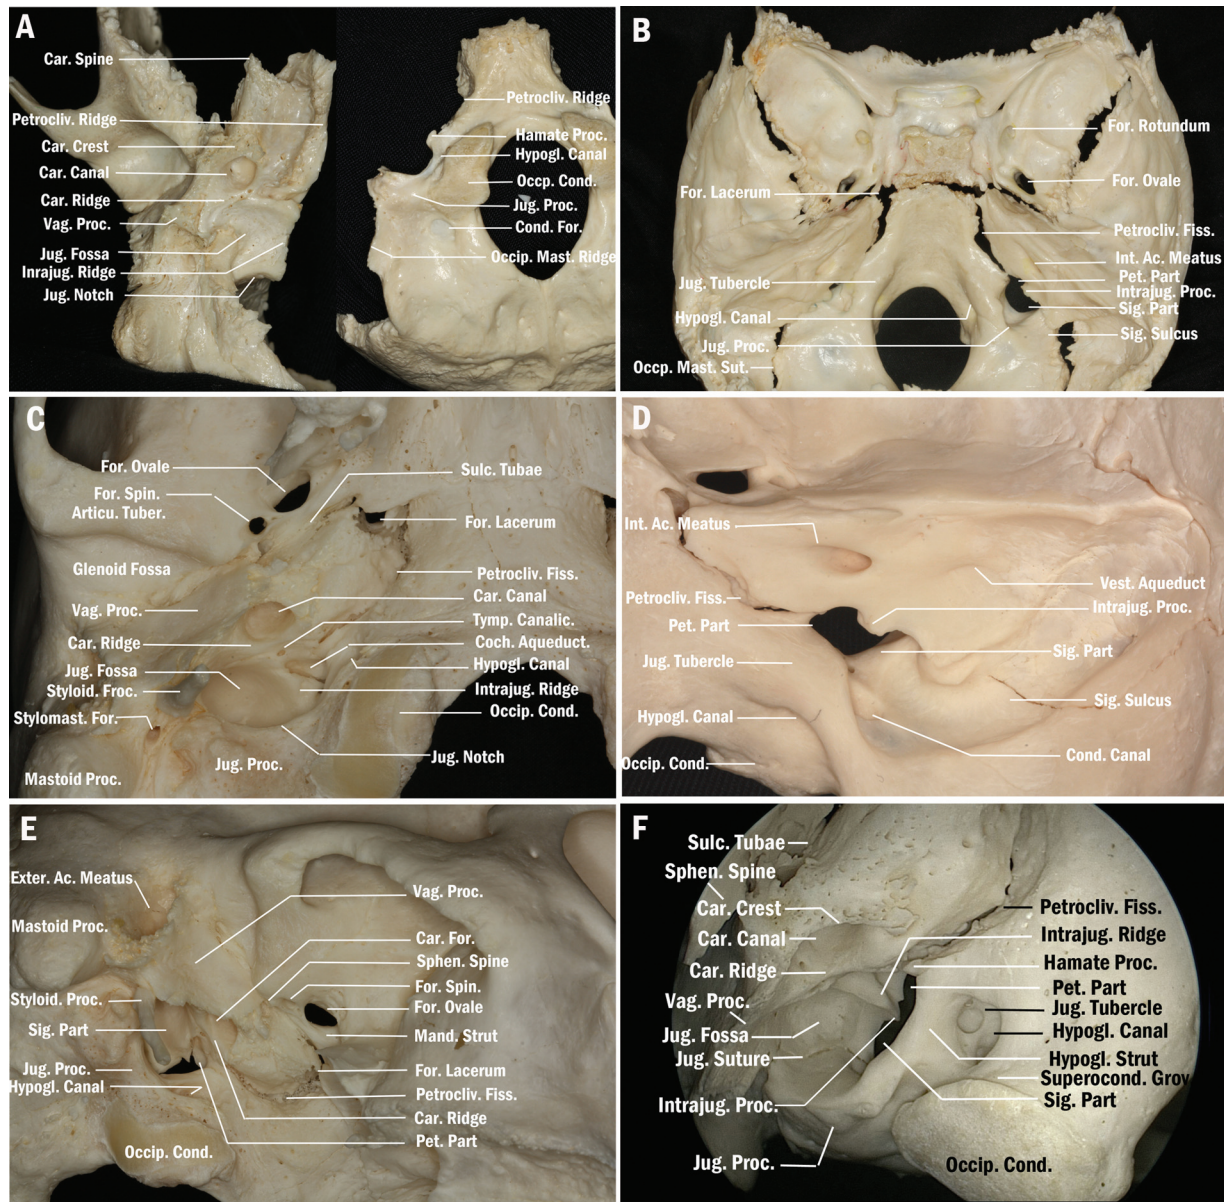 A
Car. Spine
Petrocliv. Ridge
Car. Crest
Car. Canal
Car. Ridge
Vag. Proc.
Jug. Fossa
Inrajug. Ridge
Jug. Notch
Petrocliv. Ridge
Hamate Proc.
Hypogl. Canal
Occp. Cond.
Jug. Proc.
Cond. For.
Occip. Mast. Ridge
B
For. Rotundum
For. Lacerum
For. Ovale
Petrocliv. Fiss.
Int. Ac. Meatus
Pet. Part
Intrajug. Proc.
Sig. Part
Sig. Sulcus
Jug. Tubercle
Hypogl. Canal
Jug. Proc.
Occp. Mast. Sut.
C
For. Ovale
For. Spin.
Articu. Tuber.
Glenoid Fossa
Vag. Proc.
Car. Ridge
Jug. Fossa
Styloid. Froc.
Stylomast. For.
Mastoid Proc.
Jug. Proc.
Sulc. Tubae
For. Lacerum
Petrocliv. Fiss.
Car. Canal
Tymp. Canalic.
Coch. Aqueduct.
Hypogl. Canal
Intrajug. Ridge
Occip. Cond.
Jug. Notch
D
Int. Ac. Meatus
Petrocliv. Fiss.
Pet. Part
Jug. Tubercle
Hypogl. Canal
Occip. Cond.
Vest. Aqueduct
Intrajug. Proc.
Sig. Part
Sig. Sulcus
Cond. Canal
E
Exter. Ac. Meatus
Mastoid Proc.
Styloid. Proc.
Sig. Part
Jug. Proc.
Hypogl. Canal
Occip. Cond.
Vag. Proc.
Car. For.
Sphen. Spine
For. Spin.
For. Ovale
Mand. Strut
For. Lacerum
Petrocliv. Fiss.
Car. Ridge
Pet. Part
F
Sulc. Tubae
Sphen. Spine
Car. Crest
Car. Canal
Car. Ridge
Vag. Proc.
Jug. Fossa
Jug. Suture
Intrajug. Proc.
Jug. Proc.
Petrocliv. Fiss.
Intrajug. Ridge
Hamate Proc.
Pet. Part
Jug. Tubercle
Hypogl. Canal
Hypogl. Strut
Superocond. Grov
Sig. Part
Occip. Cond.